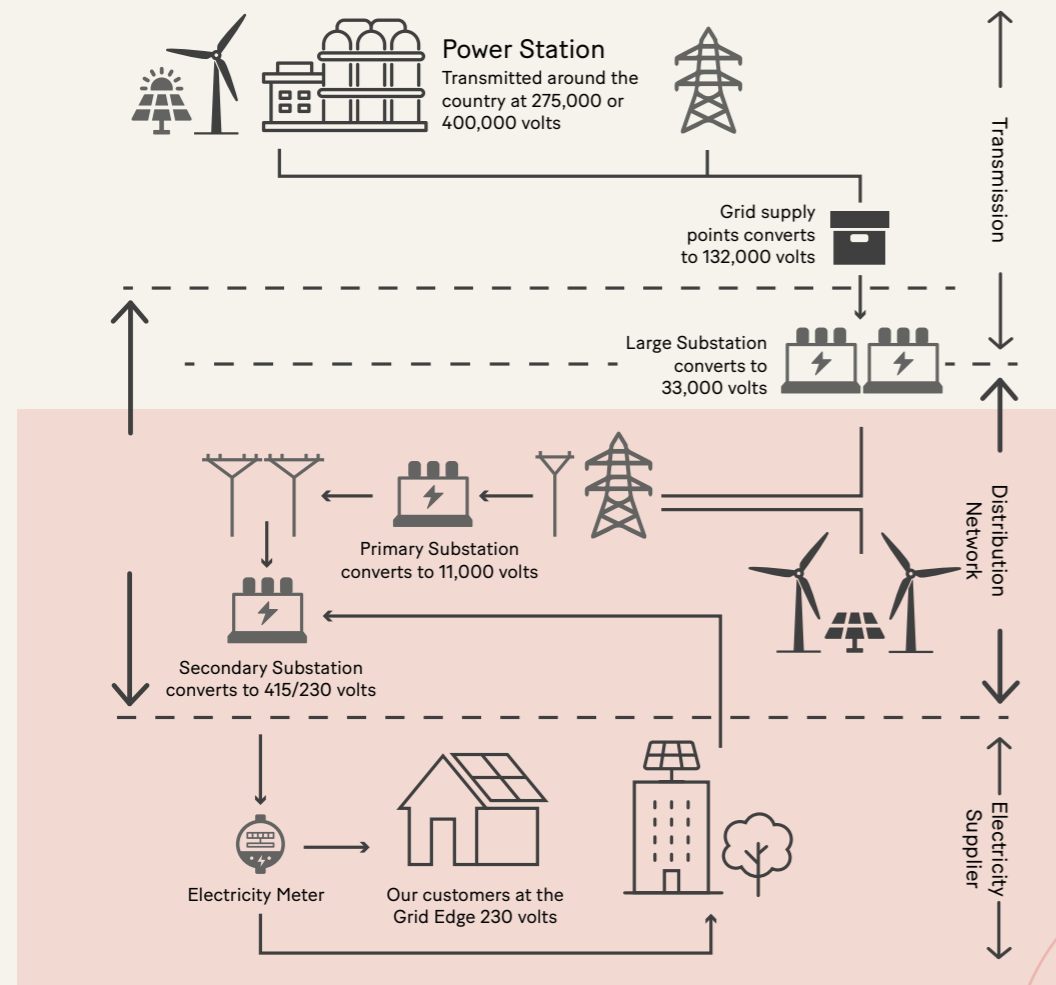 Power Station
Transmitted around the
country at 275,000 or
400,000 volts
Transmission
Grid supply
points converts
to 132,000 volts
Large Substation
converts to
33,000 volts
Distribution
Network
Primary Substation
converts to 11,000 volts
Secondary Substation
converts to 415/230 volts
Electricity
Supplier
Electricity Meter
Our customers at the
Grid Edge 230 volts